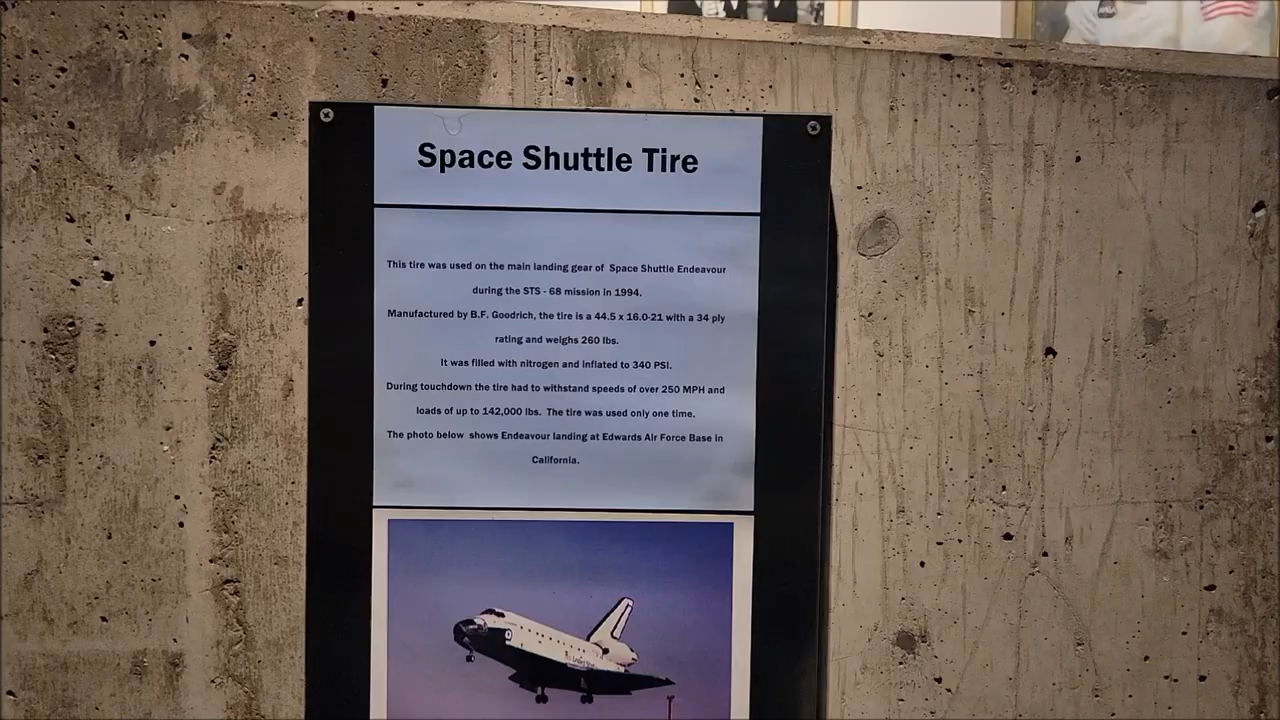 Space Shuttle Tire
This tire was used on the main landing gear of Space Shuttle Endeavour
during the STS - 68 mission in 1994.
Manufactured by B.F. Goodrich, the tire is a 44.5 x 16.0-21 with a 34 ply
rating and weighs 260 lbs.
It was filled with nitrogen and inflated to 340 PSI.
During touchdown the tire had to withstand speeds of over 250 MPH and
loads of up to 142,000 lbs. The tire was used only one time.
The photo below shows Endeavour landing at Edwards Air Force Base in
California.